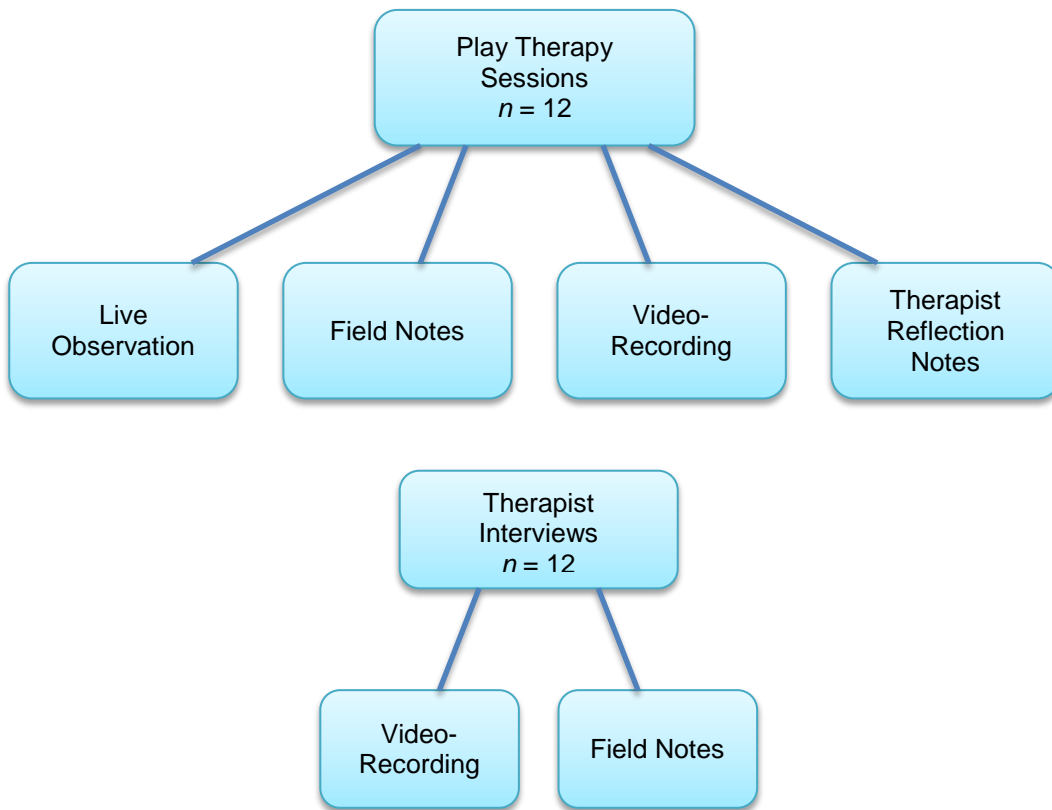 Play Therapy
Sessions
n = 12
Live
Observation
Field Notes
Video-
Recording
Therapist
Reflection
Notes
Therapist
Interviews
n = 12
Video-
Recording
Field Notes